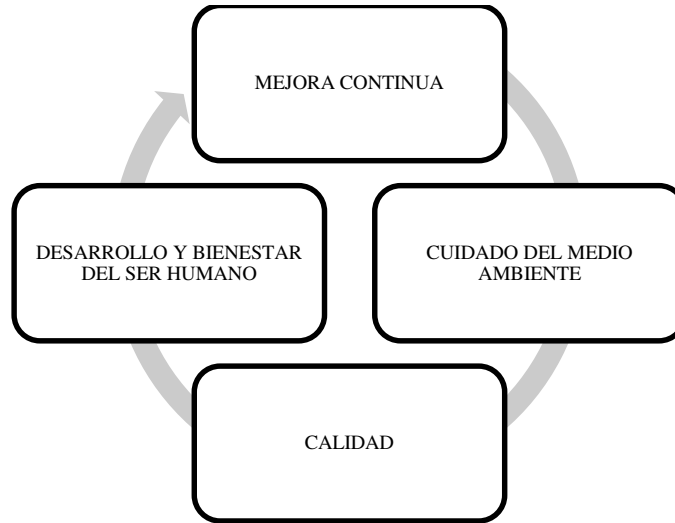 MEJORA CONTINUA
DESARROLLO Y BIENESTAR
DEL SER HUMANO
CUIDADO DEL MEDIO
AMBIENTE
CALIDAD